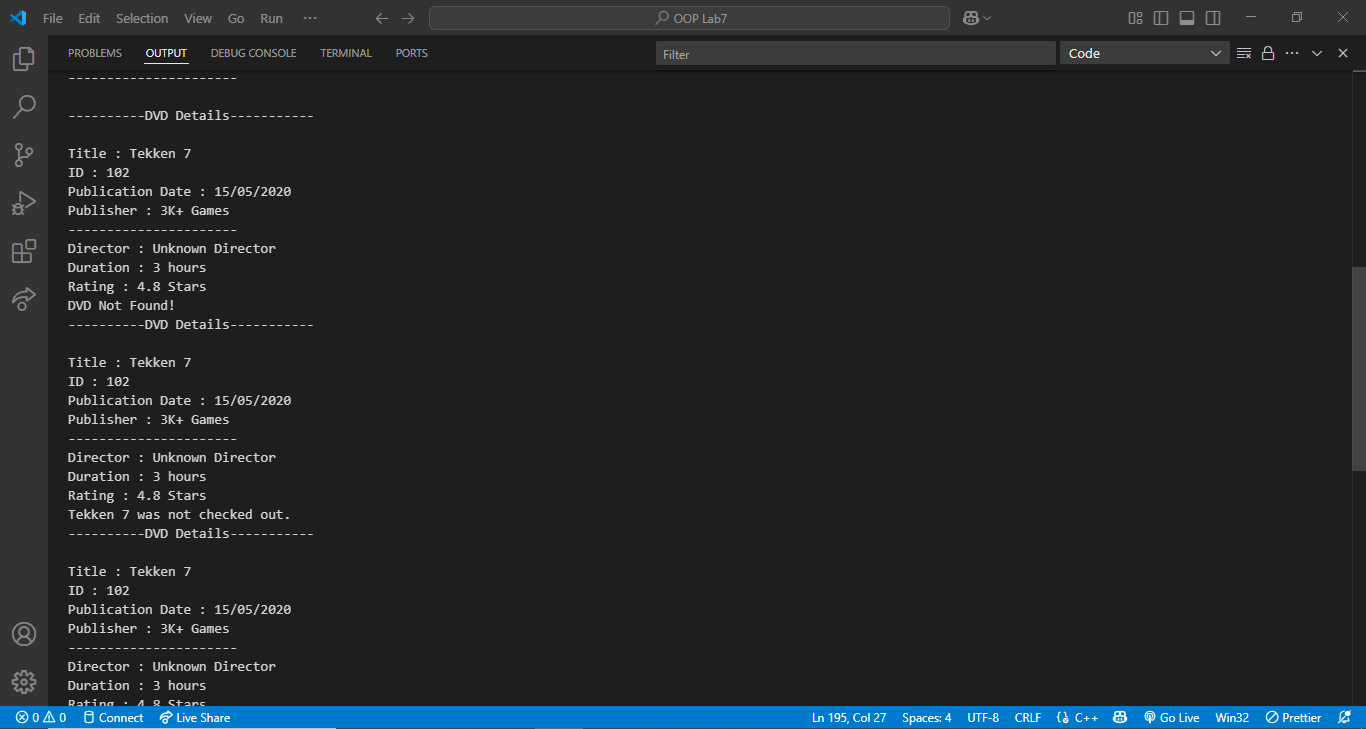 File Edit Selection View Go Run ··· OOP Lab7
PROBLEMS OUTPUT DEBUG CONSOLE TERMINAL PORTS Filter Code
----------------------
----------DVD Details-----------
Title : Tekken 7
ID : 102
Publication Date : 15/05/2020
Publisher : 3K+ Games
----------------------
Director : Unknown Director
Duration : 3 hours
Rating : 4.8 Stars
DVD Not Found!
----------DVD Details-----------
Title : Tekken 7
ID : 102
Publication Date : 15/05/2020
Publisher : 3K+ Games
----------------------
Director : Unknown Director
Duration : 3 hours
Rating : 4.8 Stars
Tekken 7 was not checked out.
----------DVD Details-----------
Title : Tekken 7
ID : 102
Publication Date : 15/05/2020
Publisher : 3K+ Games
----------------------
Director : Unknown Director
Duration : 3 hours
Rating : 4.8 Stars
0 0 Connect Live Share Ln 195, Col 27 Spaces: 4 UTF-8 CRLF {} C++ Go Live Win32 Prettier